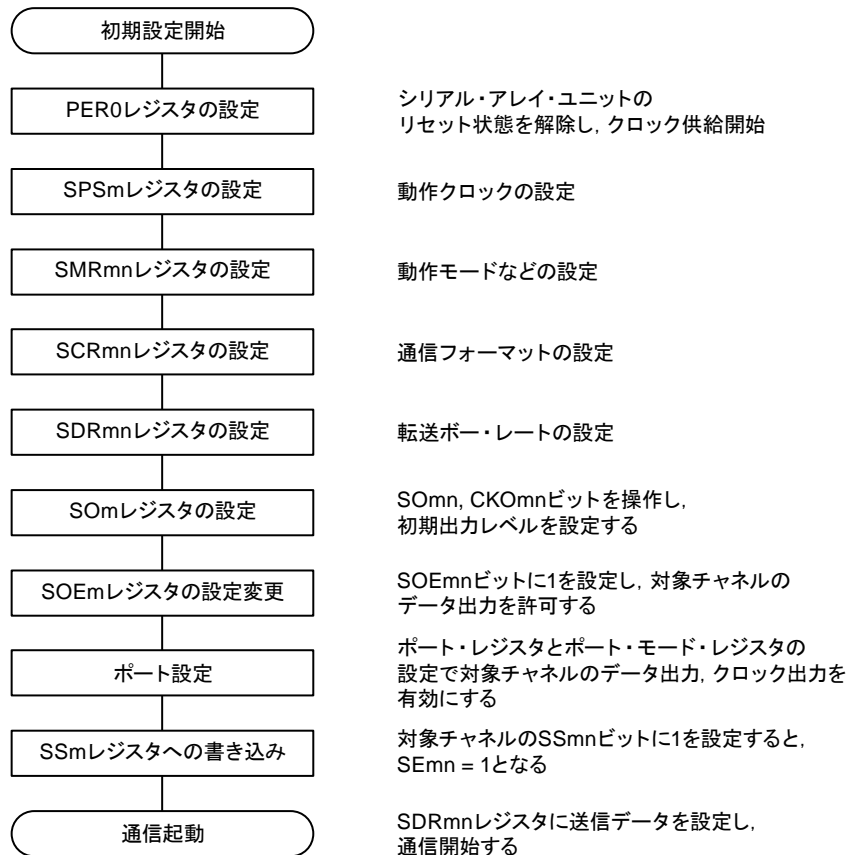 初期設定開始
PER0レジスタの設定
シリアル・アレイ・ユニットの
リセット状態を解除し, クロック供給開始
SPSmレジスタの設定
動作クロックの設定
SMRmnレジスタの設定
動作モードなどの設定
SCRmnレジスタの設定
通信フォーマットの設定
SDRmnレジスタの設定
転送ボー・レートの設定
SOmレジスタの設定
SOmn, CKOmnビットを操作し,
初期出力レベルを設定する
SOEmレジスタの設定変更
SOEmnビットに1を設定し, 対象チャネルの
データ出力を許可する
ポート設定
ポート・レジスタとポート・モード・レジスタの
設定で対象チャネルのデータ出力, クロック出力を
有効にする
SSmレジスタへの書き込み
対象チャネルのSSmnビットに1を設定すると,
SEmn = 1となる
通信起動
SDRmnレジスタに送信データを設定し,
通信開始する